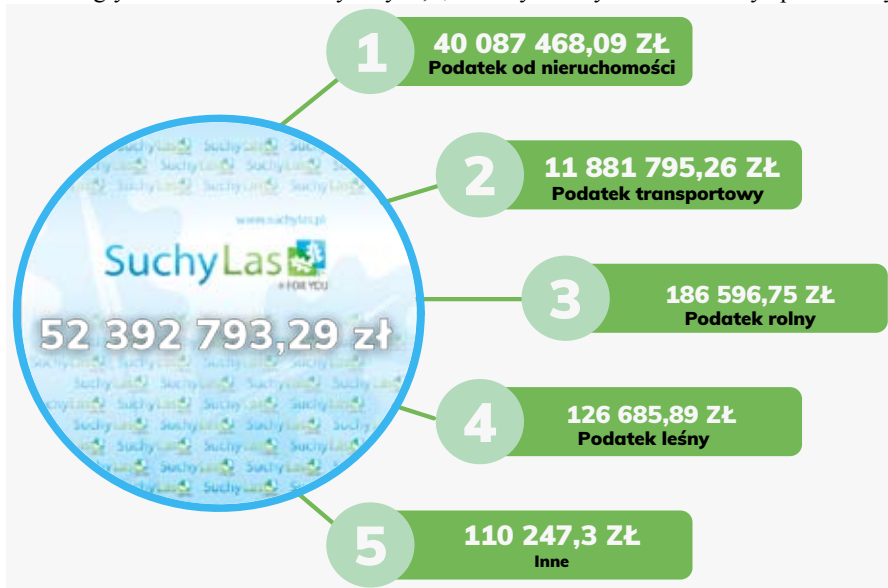 1
40 087 468,09 ZŁ
Podatek od nieruchomości
2
11 881 795,26 ZŁ
Podatek transportowy
www.suchylas.pl
SuchyLas
FOR YOU
52 392 793,29 zł
3
186 596,75 ZŁ
Podatek rolny
4
126 685,89 ZŁ
Podatek leśny
5
110 247,3 ZŁ
Inne